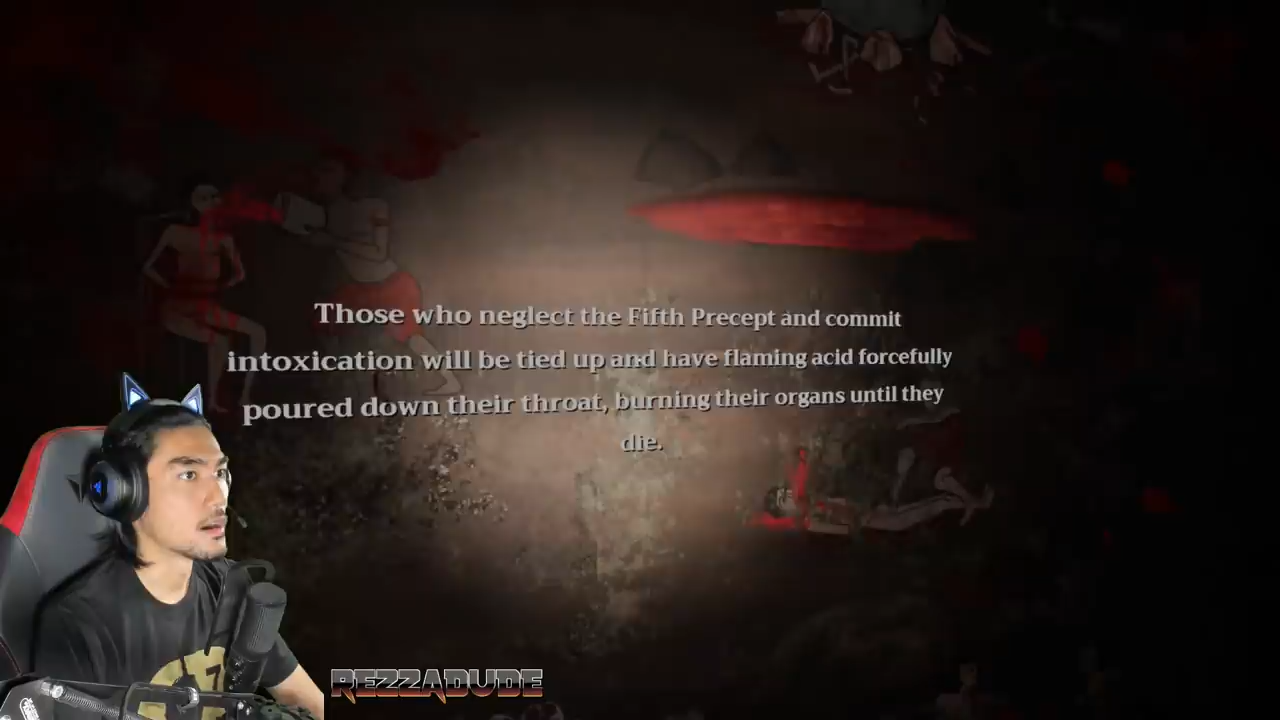 Those who neglect the Fifth Precept and commit
intoxication will be tied up and have flaming acid forcefully
poured down their throat, burning their organs until they
die.
REZZADUDE